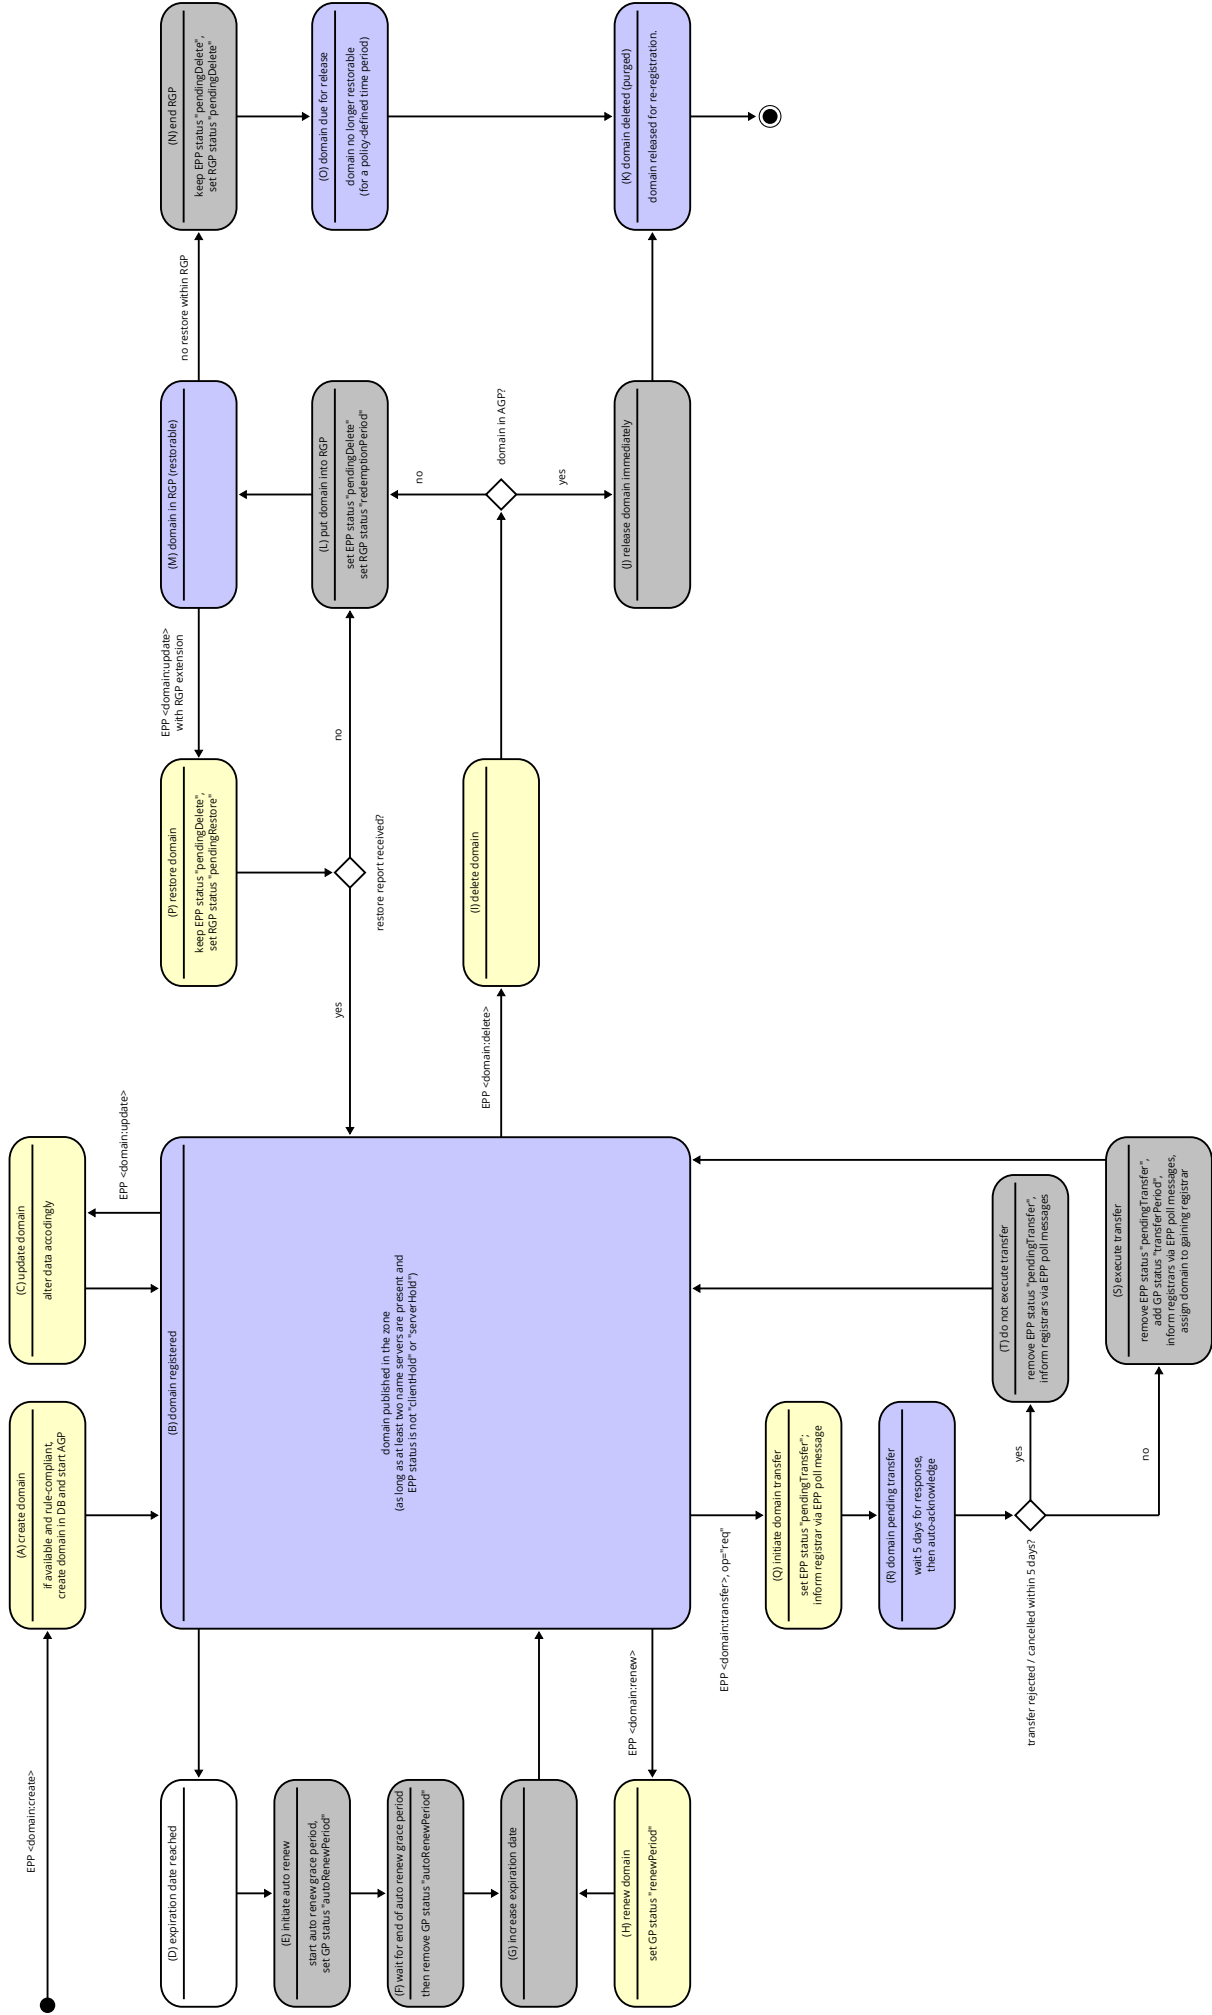 EPP <domain:create>
(A) create domain
if available and rule-compliant,
create domain in DB and start AGP
(C) update domain
alter data accodingly
EPP <domain:update>
(B) domain registered
domain published in the zone
(as long as at least two name servers are present and
EPP status is not "clientHold" or "serverHold")
(D) expiration date reached
(E) initiate auto renew
start auto renew grace period,
set GP status "autoRenewPeriod"
(F) wait for end of auto renew grace period
then remove GP status "autoRenewPeriod"
(G) increase expiration date
(H) renew domain
set GP status "renewPeriod"
EPP <domain:renew>
EPP <domain:transfer>, op="req"
(Q) initiate domain transfer
set EPP status "pendingTransfer";
inform registrar via EPP poll message
(R) domain pending transfer
wait 5 days for response,
then auto-acknowledge
transfer rejected / cancelled within 5 days?
yes
no
(T) do not execute transfer
remove EPP status "pendingTransfer",
inform registrars via EPP poll messages
(S) execute transfer
remove EPP status "pendingTransfer",
add GP status "transferPeriod",
inform registrars via EPP poll messages,
assign domain to gaining registrar
EPP <domain:delete>
(I) delete domain
domain in AGP?
no
yes
(J) release domain immediately
(L) put domain into RGP
set EPP status "pendingDelete"
set RGP status "redemptionPeriod"
(M) domain in RGP (restorable)
EPP <domain:update>
with RGP extension
(P) restore domain
keep EPP status "pendingDelete",
set RGP status "pendingRestore"
restore report received?
yes
no
no restore within RGP
(N) end RGP
keep EPP status "pendingDelete",
set RGP status "pendingDelete"
(O) domain due for release
domain no longer restorable
(for a policy-defined time period)
(K) domain deleted (purged)
domain released for re-registration.